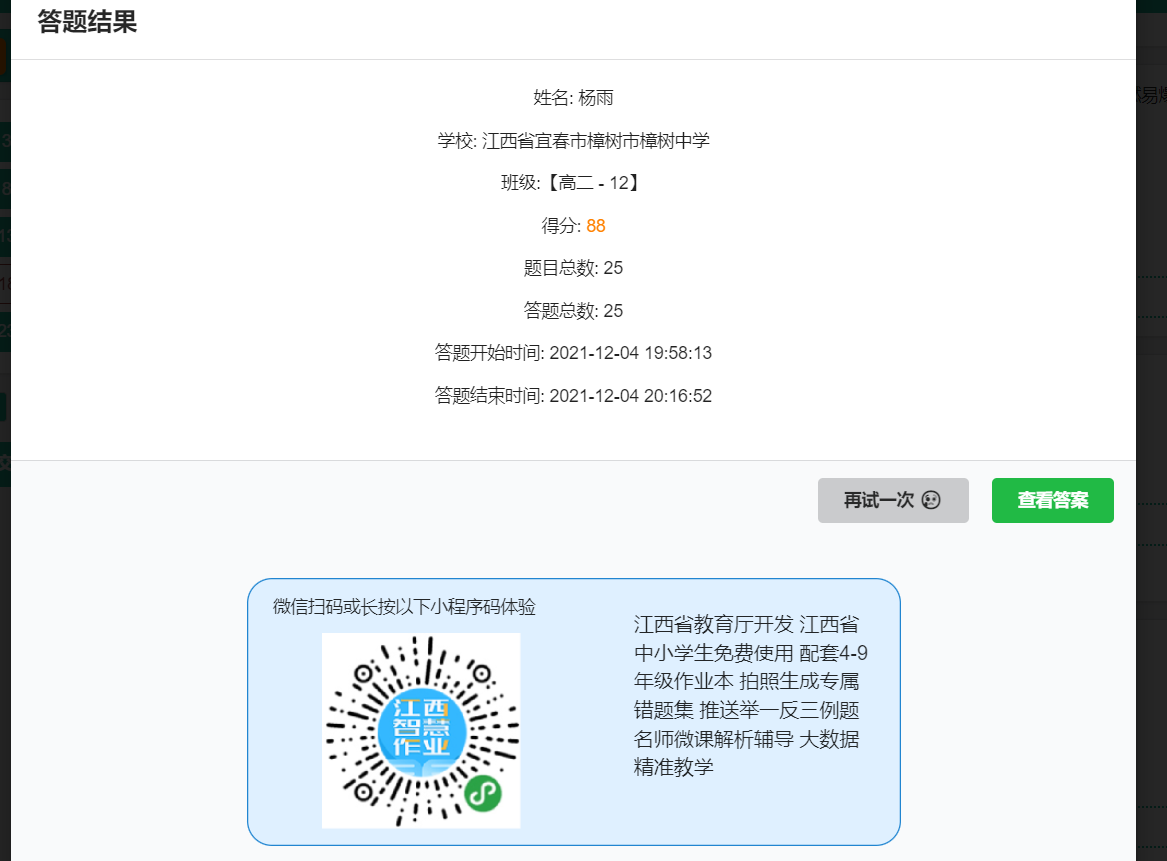 答题结果
姓名: 杨雨
学校: 江西省宜春市樟树市樟树中学
班级:【高二 - 12】
得分: 88
题目总数: 25
答题总数: 25
答题开始时间: 2021-12-04 19:58:13
答题结束时间: 2021-12-04 20:16:52
再试一次
查看答案
微信扫码或长按以下小程序码体验
江西
智慧
作业
江西省教育厅开发 江西省
中小学生免费使用 配套4-9
年级作业本 拍照生成专属
错题集 推送举一反三例题
名师微课解析辅导 大数据
精准教学